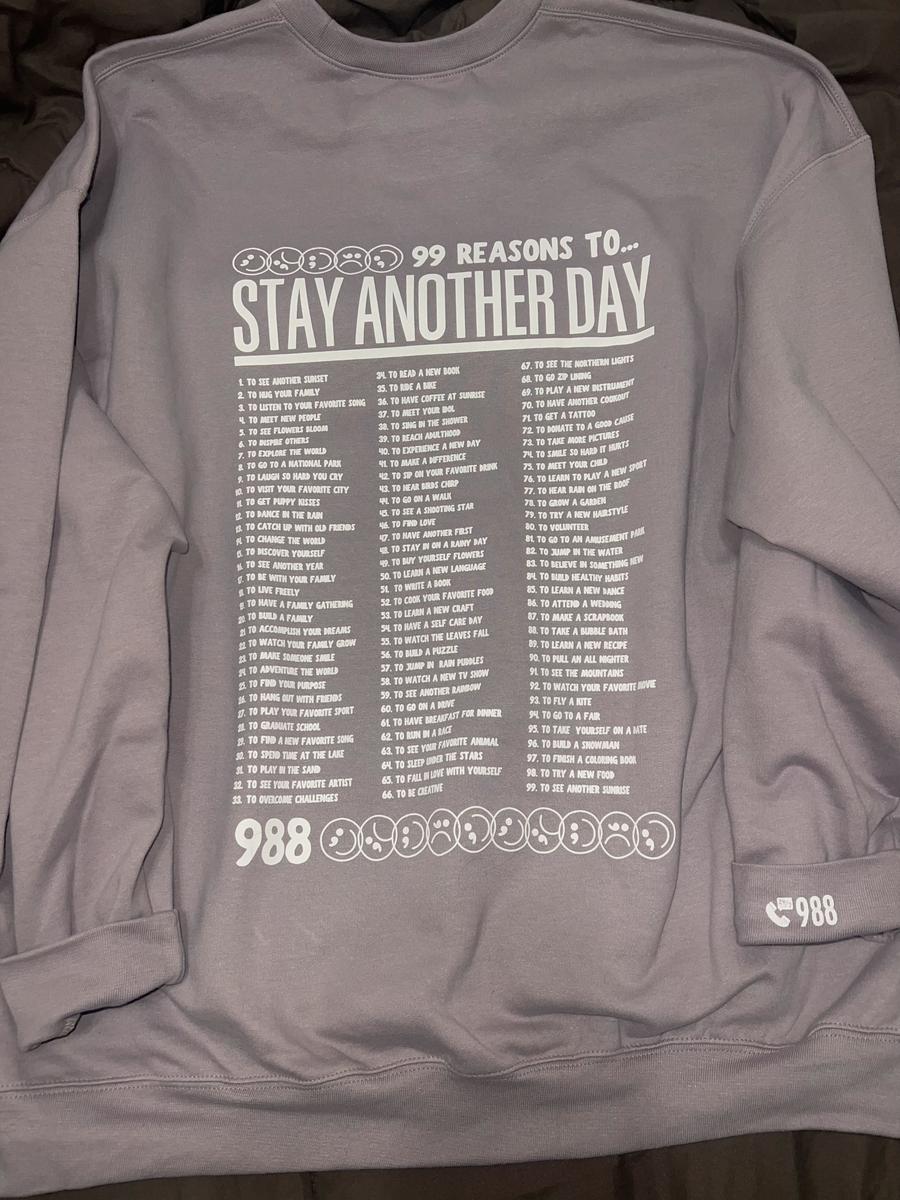 99 REASONS TO...
STAY ANOTHER DAY
1. TO SEE ANOTHER SUNSET
2. TO HUG YOUR FAMILY
3. TO LISTEN TO YOUR FAVORITE SONG
4. TO MEET NEW PEOPLE
5. TO SEE FLOWERS BLOOM
6. TO INSPIRE OTHERS
7. TO EXPLORE THE WORLD
8. TO GO TO A NATIONAL PARK
9. TO LAUGH SO HARD YOU CRY
10. TO VISIT YOUR FAVORITE CITY
11. TO GET PUPPY KISSES
12. TO DANCE IN THE RAIN
13. TO CATCH UP WITH OLD FRIENDS
14. TO CHANGE THE WORLD
15. TO DISCOVER YOURSELF
16. TO SEE ANOTHER YEAR
17. TO BE WITH YOUR FAMILY
18. TO LIVE FREELY
19. TO HAVE A FAMILY GATHERING
20. TO BUILD A FAMILY
21. TO ACCOMPLISH YOUR DREAMS
22. TO WATCH YOUR FAMILY GROW
23. TO MAKE SOMEONE SMILE
24. TO ADVENTURE THE WORLD
25. TO FIND YOUR PURPOSE
26. TO HANG OUT WITH FRIENDS
27. TO PLAY YOUR FAVORITE SPORT
28. TO GRADUATE SCHOOL
29. TO FIND A NEW FAVORITE SONG
30. TO SPEND TIME AT THE LAKE
31. TO PLAY IN THE SAND
32. TO SEE YOUR FAVORITE ARTIST
33. TO OVERCOME CHALLENGES
34. TO READ A NEW BOOK
35. TO RIDE A BIKE
36. TO HAVE COFFEE AT SUNRISE
37. TO MEET YOUR IDOL
38. TO SING IN THE SHOWER
39. TO REACH ADULTHOOD
40. TO EXPERIENCE A NEW DAY
41. TO MAKE A DIFFERENCE
42. TO SIP ON YOUR FAVORITE DRINK
43. TO HEAR BIRDS CHIRP
44. TO GO ON A WALK
45. TO SEE A SHOOTING STAR
46. TO FIND LOVE
47. TO HAVE ANOTHER FIRST
48. TO STAY IN ON A RAINY DAY
49. TO BUY YOURSELF FLOWERS
50. TO LEARN A NEW LANGUAGE
51. TO WRITE A BOOK
52. TO COOK YOUR FAVORITE FOOD
53. TO LEARN A NEW CRAFT
54. TO HAVE A SELF CARE DAY
55. TO WATCH THE LEAVES FALL
56. TO BUILD A PUZZLE
57. TO JUMP IN RAIN PUDDLES
58. TO WATCH A NEW TV SHOW
59. TO SEE ANOTHER RAINBOW
60. TO GO ON A DRIVE
61. TO HAVE BREAKFAST FOR DINNER
62. TO RUN IN A RACE
63. TO SEE YOUR FAVORITE ANIMAL
64. TO SLEEP UNDER THE STARS
65. TO FALL IN LOVE WITH YOURSELF
66. TO BE CREATIVE
67. TO SEE THE NORTHERN LIGHTS
68. TO GO ZIP LINING
69. TO PLAY A NEW INSTRUMENT
70. TO HAVE ANOTHER COOKOUT
71. TO GET A TATTOO
72. TO DONATE TO A GOOD CAUSE
73. TO TAKE MORE PICTURES
74. TO SMILE SO HARD IT HURTS
75. TO MEET YOUR CHILD
76. TO LEARN TO PLAY A NEW SPORT
77. TO HEAR RAIN ON THE ROOF
78. TO GROW A GARDEN
79. TO TRY A NEW HAIRSTYLE
80. TO VOLUNTEER
81. TO GO TO AN AMUSEMENT PARK
82. TO JUMP IN THE WATER
83. TO BELIEVE IN SOMETHING NEW
84. TO BUILD HEALTHY HABITS
85. TO LEARN A NEW DANCE
86. TO ATTEND A WEDDING
87. TO MAKE A SCRAPBOOK
88. TO TAKE A BUBBLE BATH
89. TO LEARN A NEW RECIPE
90. TO PULL AN ALL NIGHTER
91. TO SEE THE MOUNTAINS
92. TO WATCH YOUR FAVORITE MOVIE
93. TO FLY A KITE
94. TO GO TO A FAIR
95. TO TAKE YOURSELF ON A DATE
96. TO BUILD A SNOWMAN
97. TO FINISH A COLORING BOOK
98. TO TRY A NEW FOOD
99. TO SEE ANOTHER SUNRISE
988
988